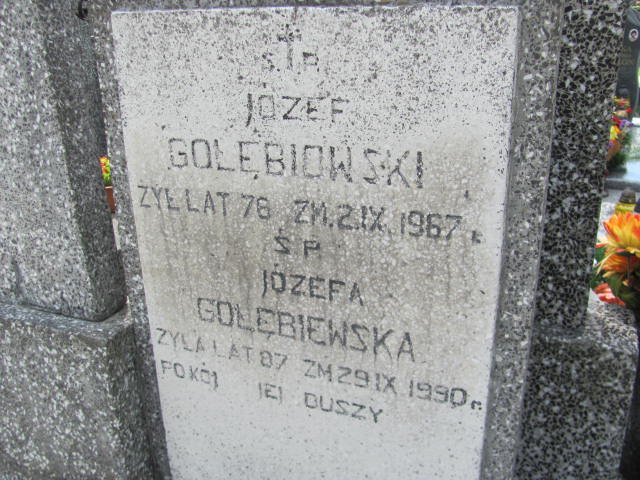 Ś.†P.
JÓZEF
GOŁĘBIOWSKI
ŻYŁ LAT 76 ZM. 2.IX.1967 r.
Ś.P.
JÓZEFA
GOŁĘBIEWSKA
ŻYŁA LAT 87 ZM 29 IX 1990 r.
POKÓJ JEJ DUSZY